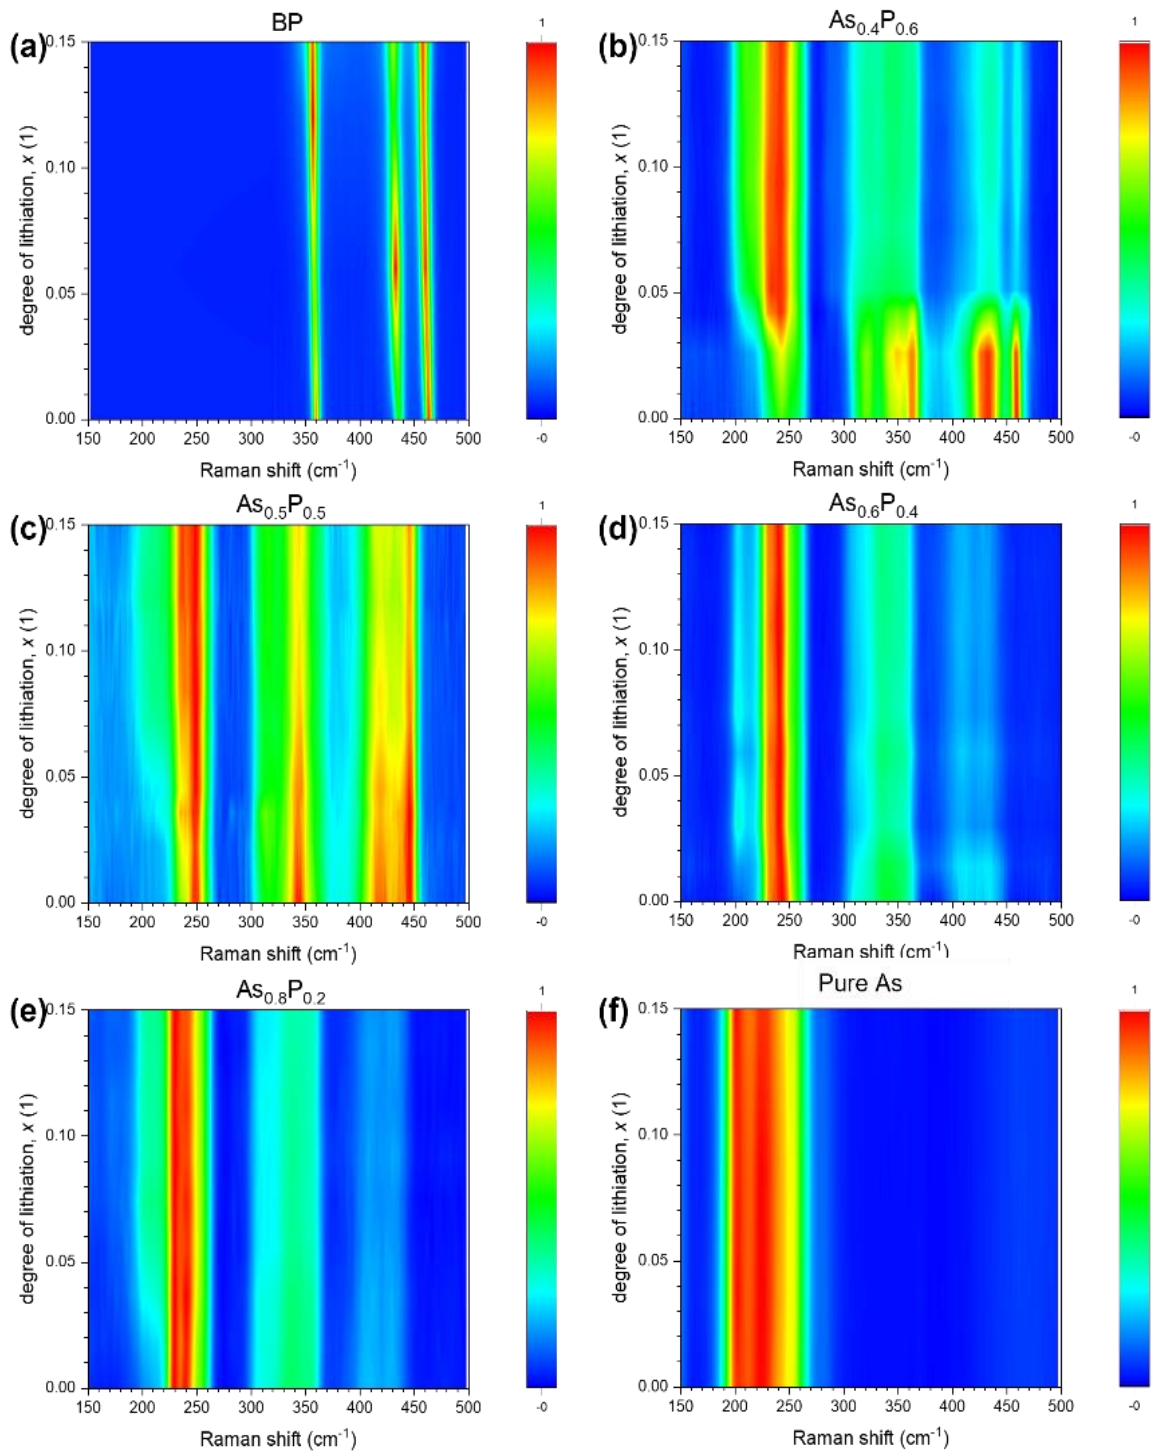 (a)
BP
1
0.15
0.10
0.05
0.00
degree of lithiation, x (1)
150 200 250 300 350 400 450 500
Raman shift (cm⁻¹)
-0
(b)
As₀.₄P₀.₆
1
0.15
0.10
0.05
0.00
degree of lithiation, x (1)
150 200 250 300 350 400 450 500
Raman shift (cm⁻¹)
-0
(c)
As₀.₅P₀.₅
1
0.15
0.10
0.05
0.00
degree of lithiation, x (1)
150 200 250 300 350 400 450 500
Raman shift (cm⁻¹)
-0
(d)
As₀.₆P₀.₄
1
0.15
0.10
0.05
0.00
degree of lithiation, x (1)
150 200 250 300 350 400 450 500
Raman shift (cm⁻¹)
-0
(e)
As₀.₈P₀.₂
1
0.15
0.10
0.05
0.00
degree of lithiation, x (1)
150 200 250 300 350 400 450 500
Raman shift (cm⁻¹)
-0
(f)
Pure As
1
0.15
0.10
0.05
0.00
degree of lithiation, x (1)
150 200 250 300 350 400 450 500
Raman shift (cm⁻¹)
-0